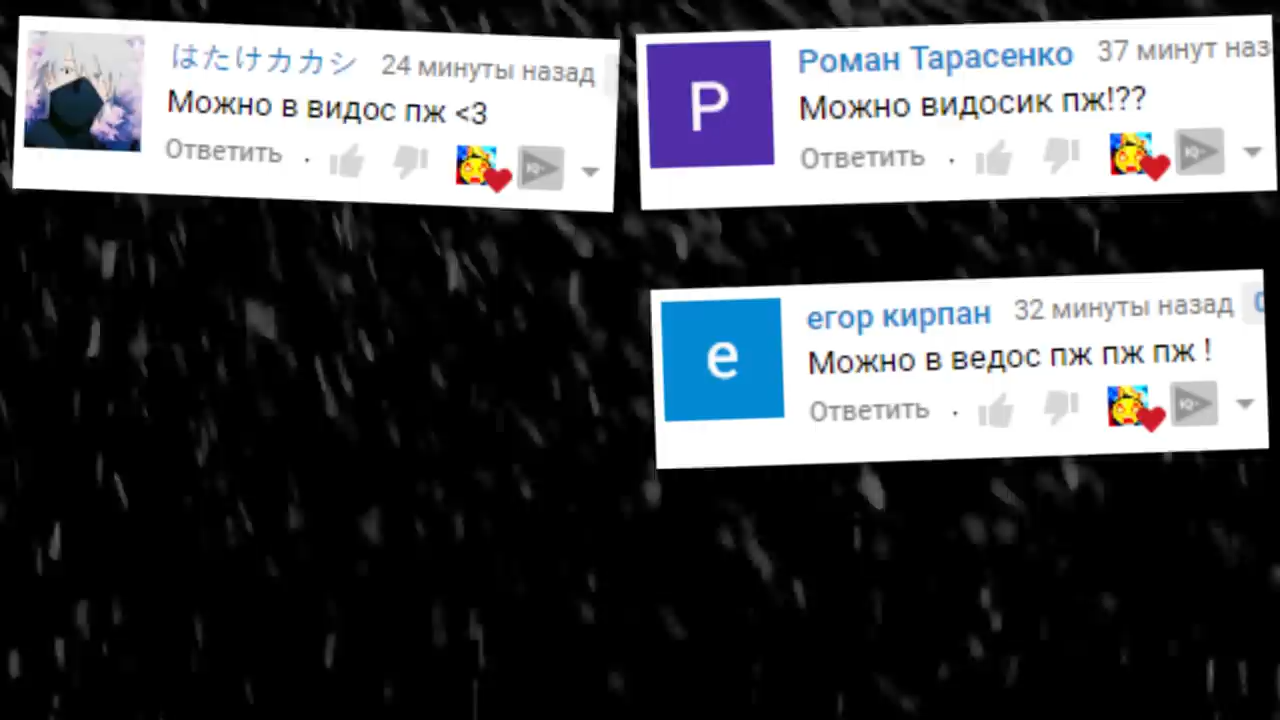 はたけカカシ 24 минуты назад
Можно в видос пж <3
Ответить
Р
Роман Тарасенко 37 минут наз
Можно видосик пж!??
Ответить
е
егор кирпан 32 минуты назад
Можно в ведос пж пж пж !
Ответить